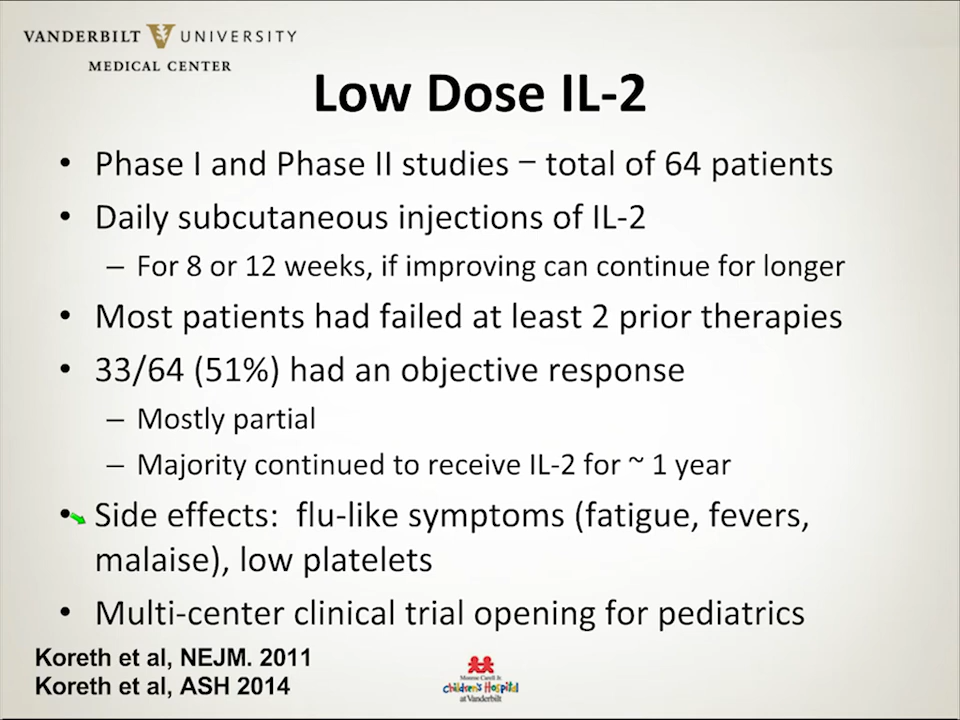 VANDERBILT UNIVERSITY
MEDICAL CENTER
Low Dose IL-2
• Phase I and Phase II studies – total of 64 patients
• Daily subcutaneous injections of IL-2
– For 8 or 12 weeks, if improving can continue for longer
• Most patients had failed at least 2 prior therapies
• 33/64 (51%) had an objective response
– Mostly partial
– Majority continued to receive IL-2 for ~ 1 year
• Side effects: flu-like symptoms (fatigue, fevers,
malaise), low platelets
• Multi-center clinical trial opening for pediatrics
Koreth et al, NEJM. 2011
Koreth et al, ASH 2014
Monroe Carell Jr.
Children's Hospital
at Vanderbilt